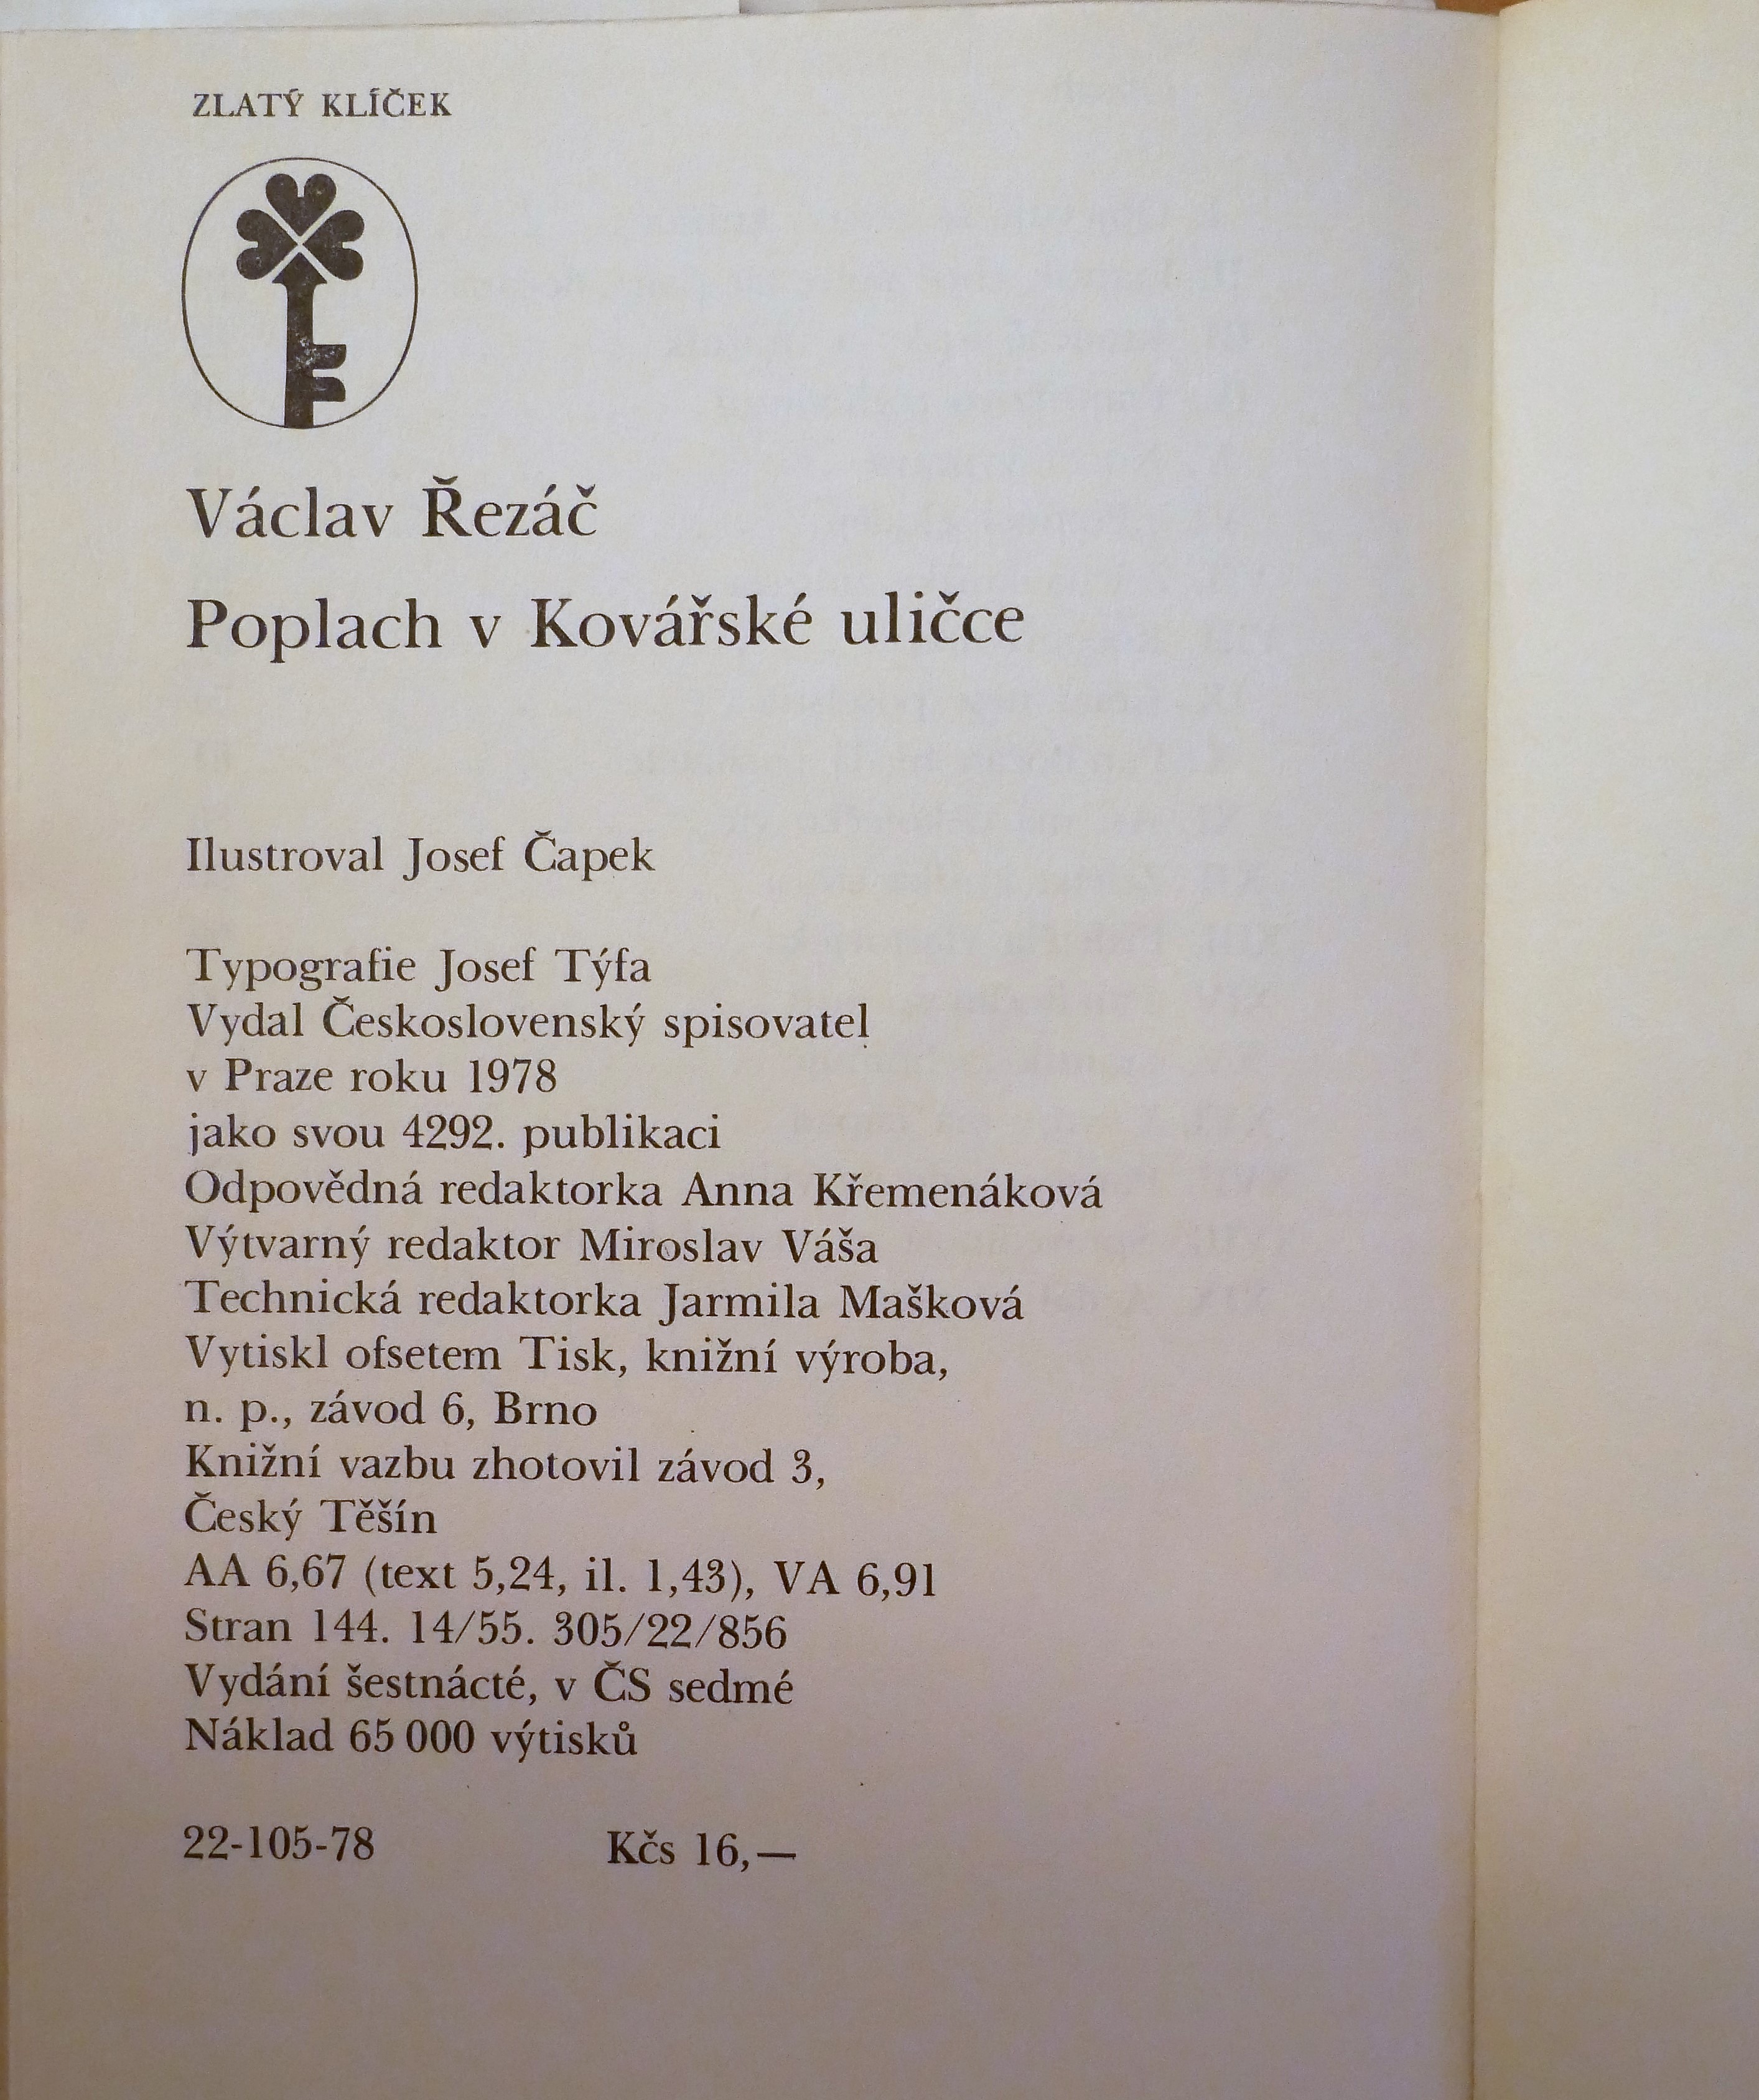 ZLATÝ KLÍČEK
Václav Řezáč
Poplach v Kovářské uličce
Ilustroval Josef Čapek
Typografie Josef Týfa
Vydal Československý spisovatel
v Praze roku 1978
jako svou 4292. publikaci
Odpovědná redaktorka Anna Křemenáková
Výtvarný redaktor Miroslav Váša
Technická redaktorka Jarmila Mašková
Vytiskl ofsetem Tisk, knižní výroba,
n. p., závod 6, Brno
Knižní vazbu zhotovil závod 3,
Český Těšín
AA 6,67 (text 5,24, il. 1,43), VA 6,91
Stran 144. 14/55. 305/22/856
Vydání šestnácté, v ČS sedmé
Náklad 65 000 výtisků
22-105-78 Kčs 16,—